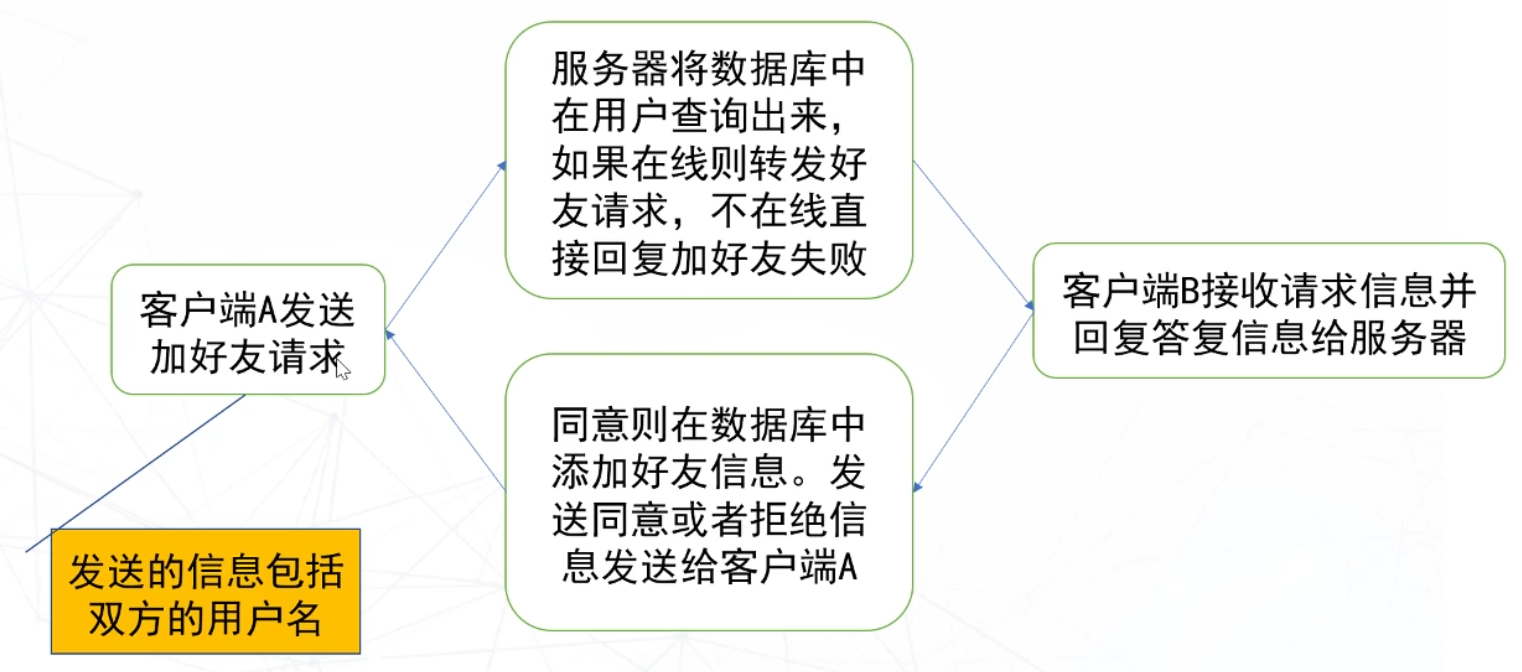 服务器将数据库中
在用户查询出来，
如果在线则转发好
友请求，不在线直
接回复加好友失败
客户端A发送
加好友请求
客户端B接收请求信息并
回复答复信息给服务器
同意则在数据库中
添加好友信息。发
送同意或者拒绝信
息发送给客户端A
发送的信息包括
双方的用户名